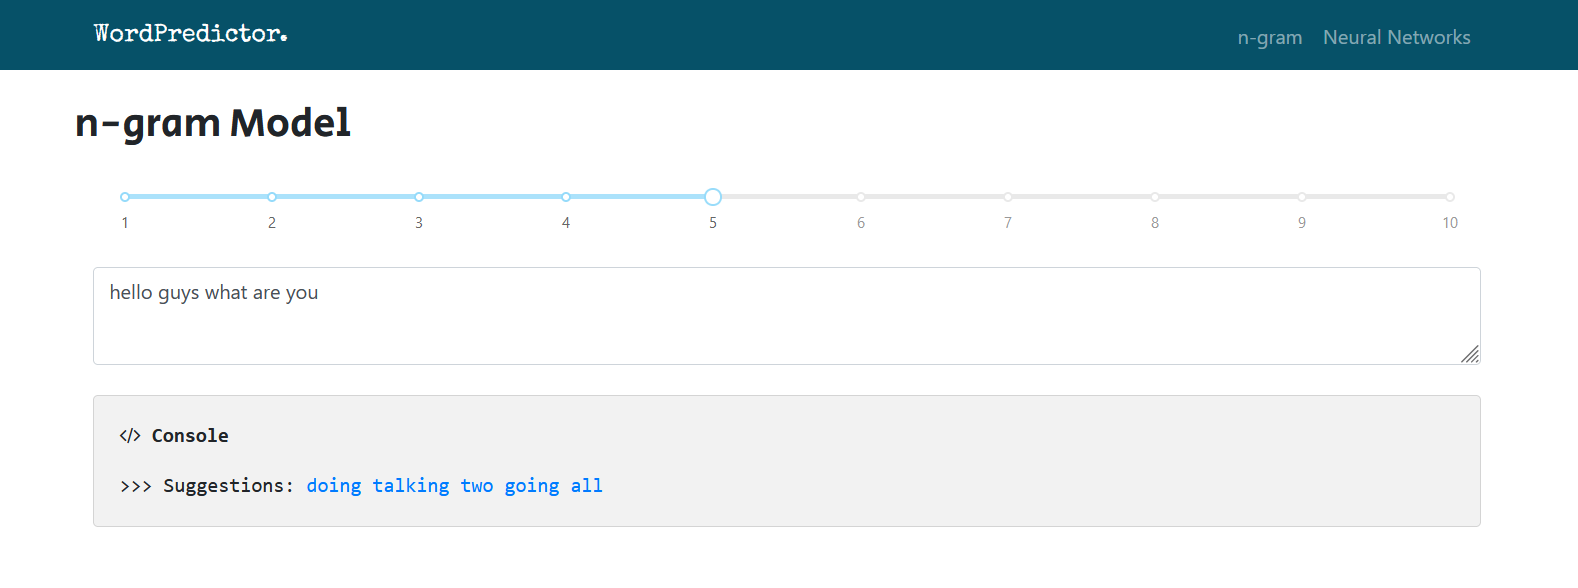 WordPredictor. n-gram Neural Networks
n-gram Model
1 2 3 4 5 6 7 8 9 10
hello guys what are you
</> Console
>>> Suggestions: doing talking two going all